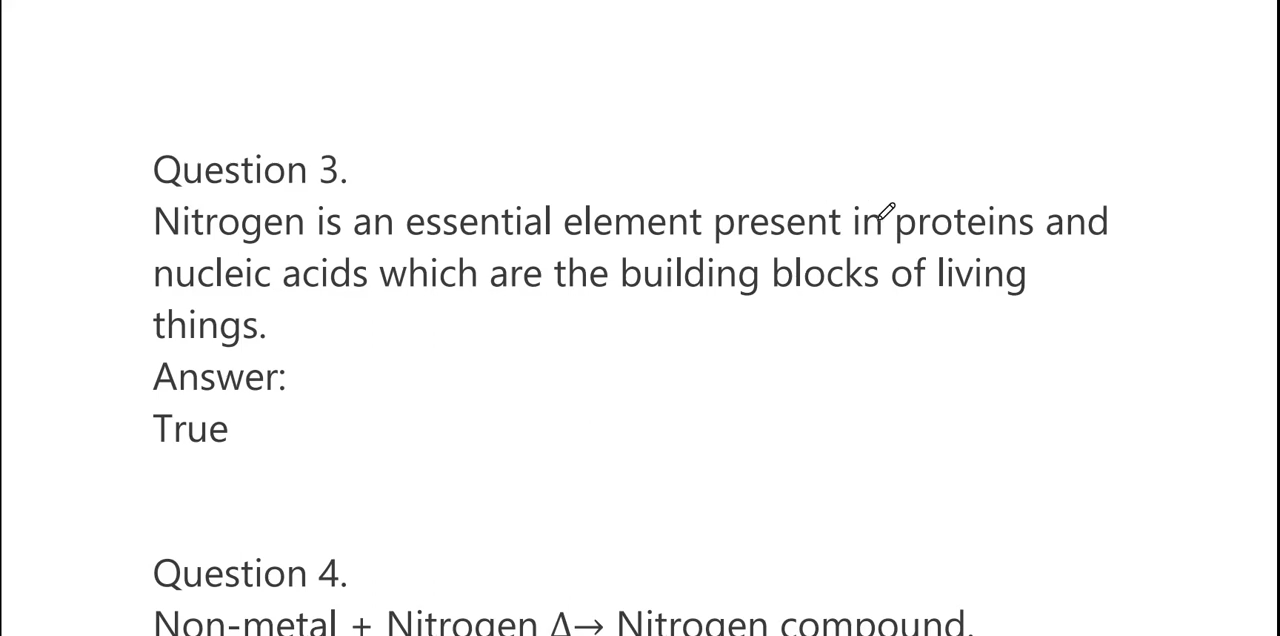 Question 3.
Nitrogen is an essential element present in proteins and
nucleic acids which are the building blocks of living
things.
Answer:
True
Question 4.
Non-metal + Nitrogen Δ→ Nitrogen compound.